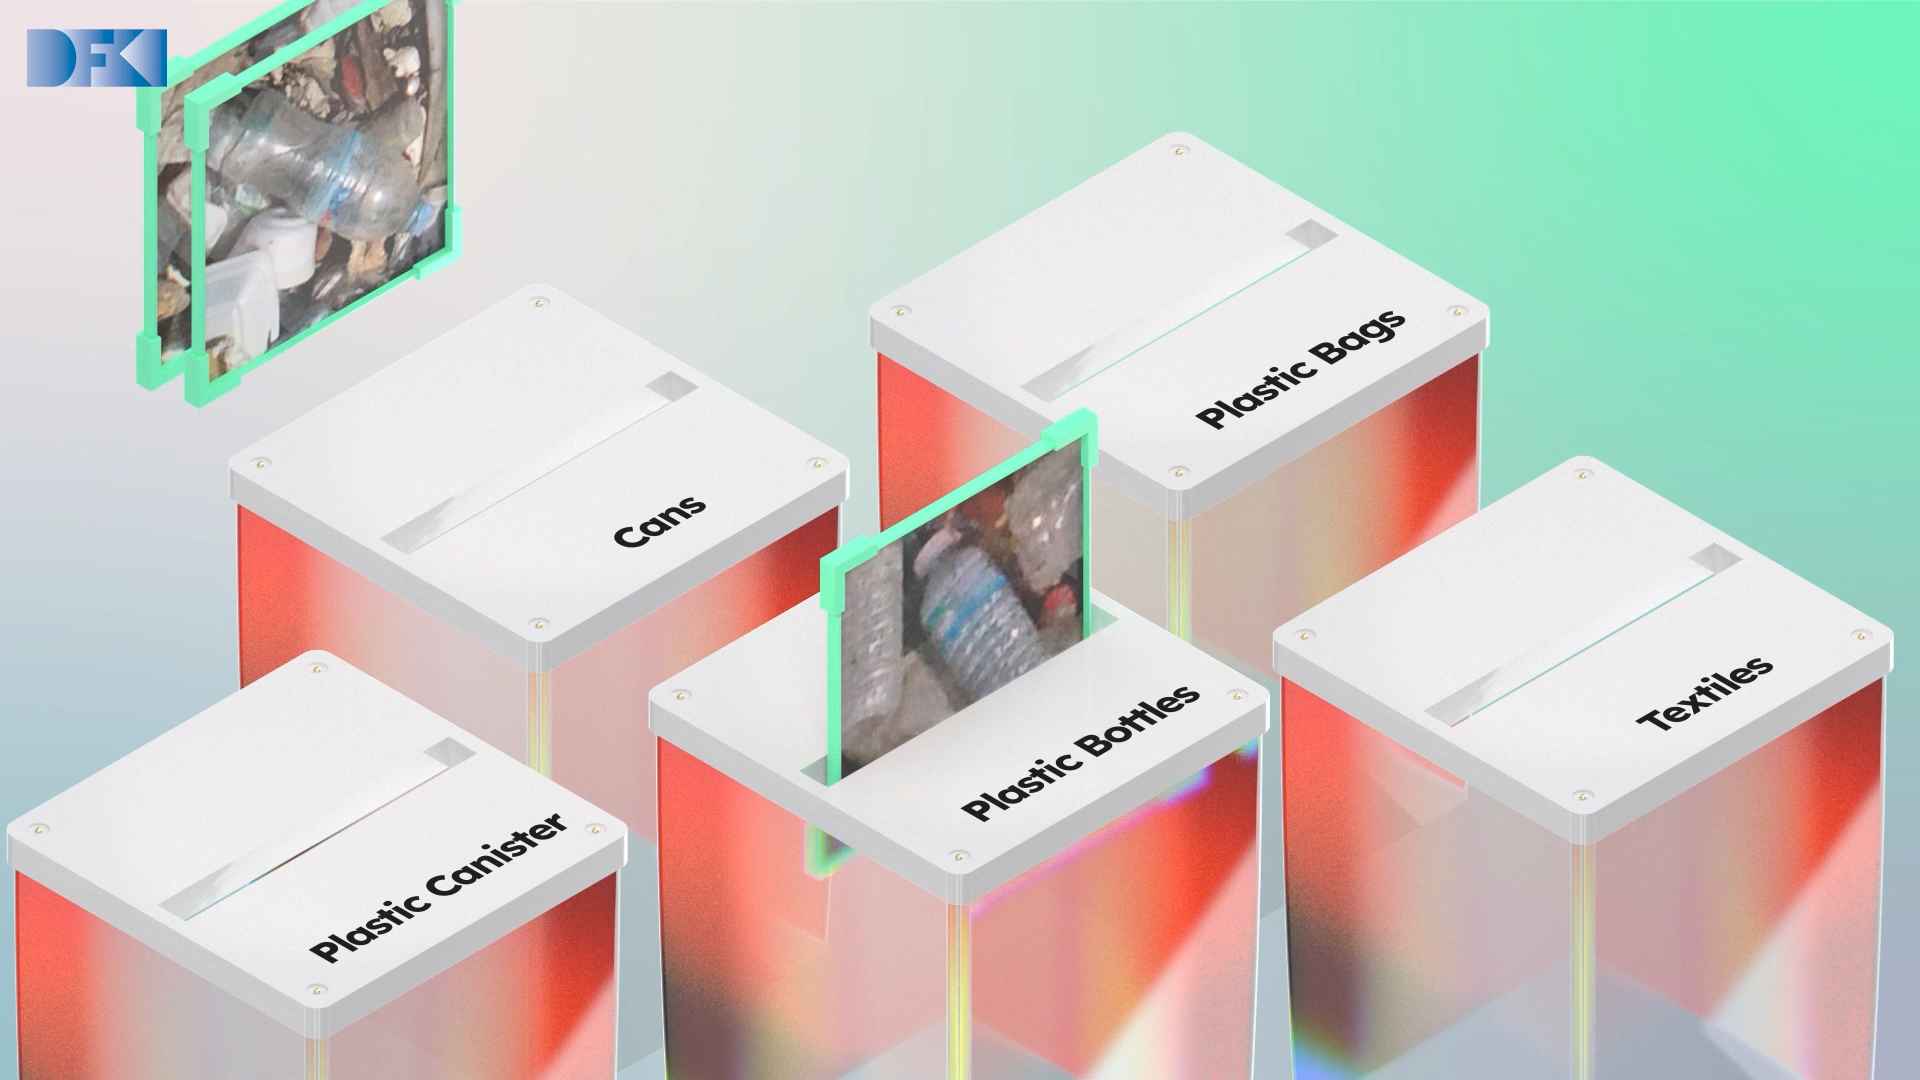 DFKI
Plastic Bags
Cans
Textiles
Plastic Bottles
Plastic Canister